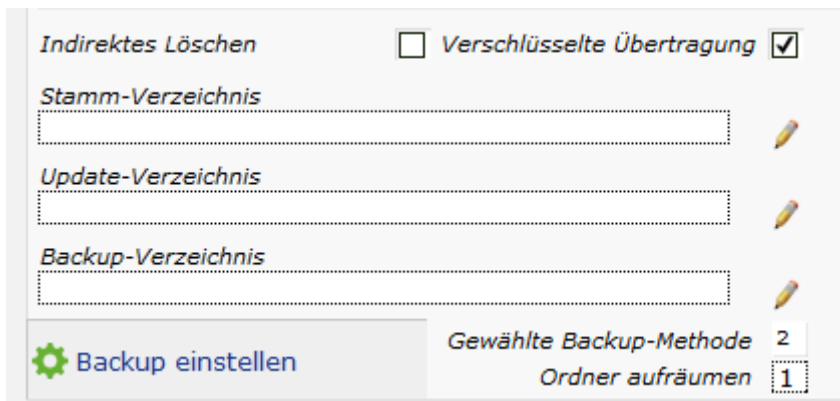 Indirektes Löschen Verschlüsselte Übertragung
Stamm-Verzeichnis
Update-Verzeichnis
Backup-Verzeichnis
Backup einstellen
Gewählte Backup-Methode 2
Ordner aufräumen 1